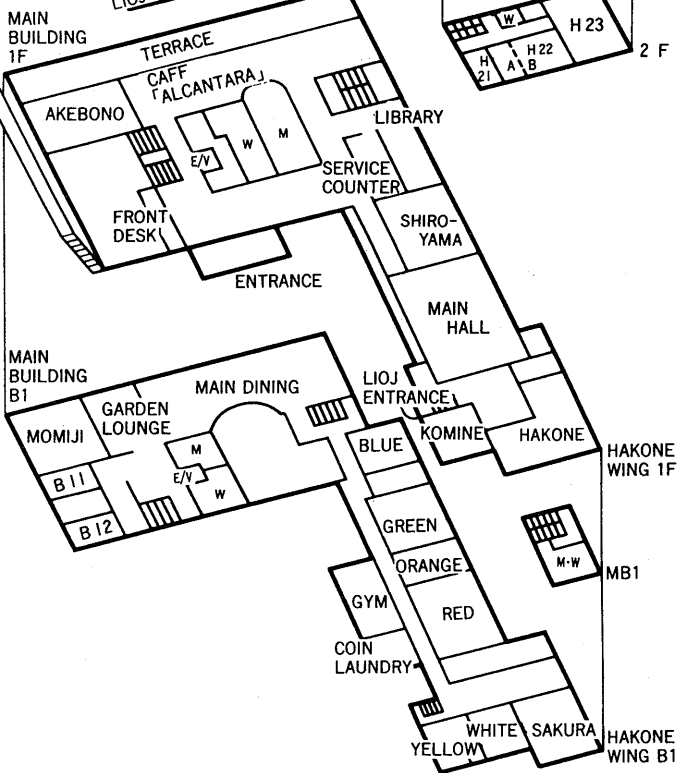 LIOJ
MAIN
BUILDING
1F
TERRACE
CAFF
「ALCANTARA」
AKEBONO
E/V
W
M
LIBRARY
SERVICE
COUNTER
FRONT
DESK
SHIRO-
YAMA
ENTRANCE
MAIN
HALL
LIOJ
ENTRANCE
KOMINE
HAKONE
HAKONE
WING 1F
W
H 23
H
21
A
H 22
B
2 F
MAIN
BUILDING
B1
MAIN DINING
GARDEN
LOUNGE
MOMIJI
M
E/V
W
B 11
B 12
BLUE
GREEN
ORANGE
RED
GYM
COIN
LAUNDRY
M·W
MB1
YELLOW
WHITE
SAKURA
HAKONE
WING B1